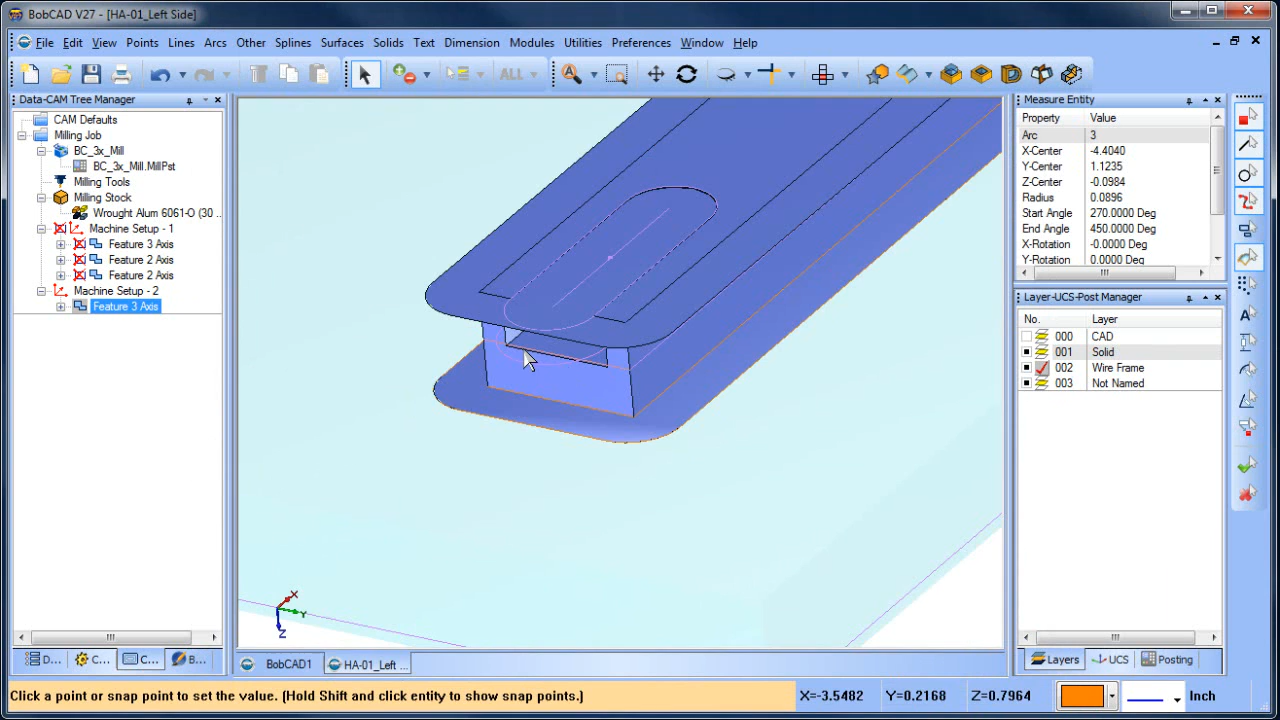 BobCAD V27 - [HA-01_Left Side]
File Edit View Points Lines Arcs Other Splines Surfaces Solids Text Dimension Modules Utilities Preferences Window Help
ALL
Data-CAM Tree Manager
CAM Defaults
Milling Job
BC_3x_Mill
BC_3x_Mill.MillPst
Milling Tools
Milling Stock
Wrought Alum 6061-O (30 ...
Machine Setup - 1
Feature 3 Axis
Feature 2 Axis
Feature 2 Axis
Machine Setup - 2
Feature 3 Axis
D... C... C... B...
X
Y
Z
BobCAD1 HA-01_Left ...
Measure Entity
Property Value
Arc 3
X-Center -4.4040
Y-Center 1.1235
Z-Center -0.0984
Radius 0.0896
Start Angle 270.0000 Deg
End Angle 450.0000 Deg
X-Rotation -0.0000 Deg
Y-Rotation 0.0000 Deg
Layer-UCS-Post Manager
No. Layer
000 CAD
001 Solid
002 Wire Frame
003 Not Named
Layers UCS Posting
A
Click a point or snap point to set the value. (Hold Shift and click entity to show snap points.)
X=-3.5482 Y=0.2168 Z=0.7964 Inch